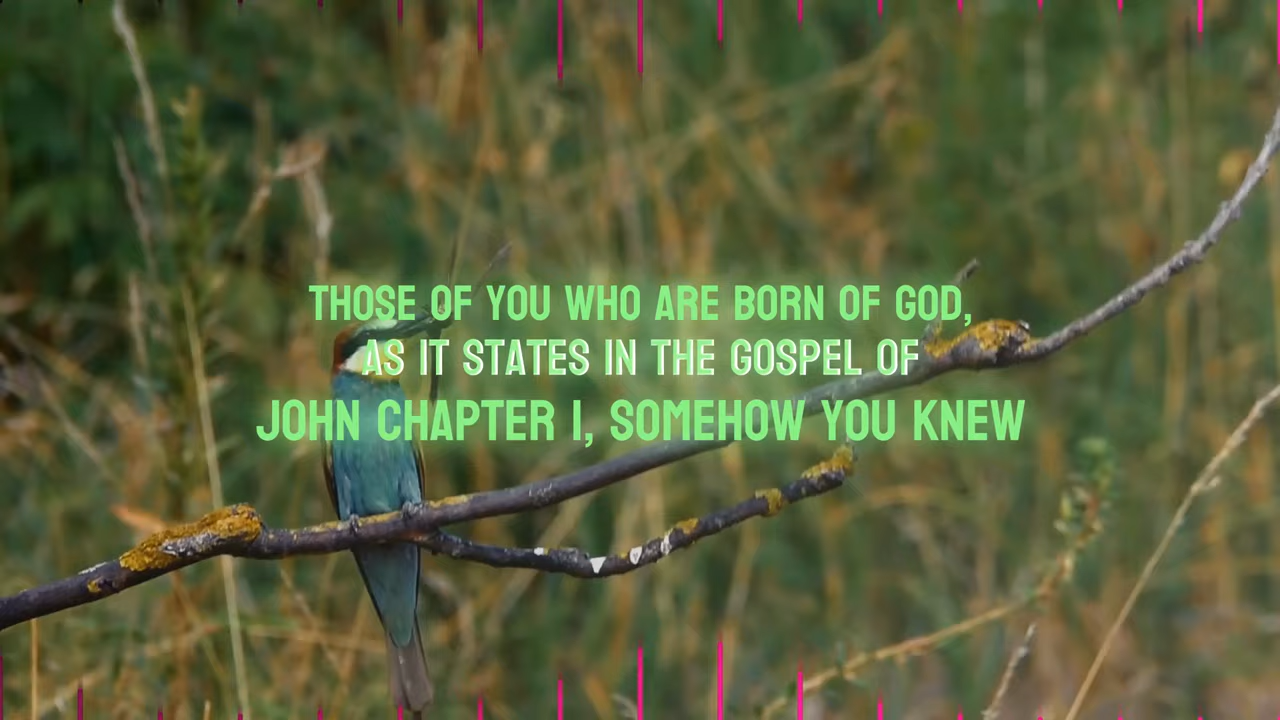 THOSE OF YOU WHO ARE BORN OF GOD,
AS IT STATES IN THE GOSPEL OF
JOHN CHAPTER 1, SOMEHOW YOU KNEW